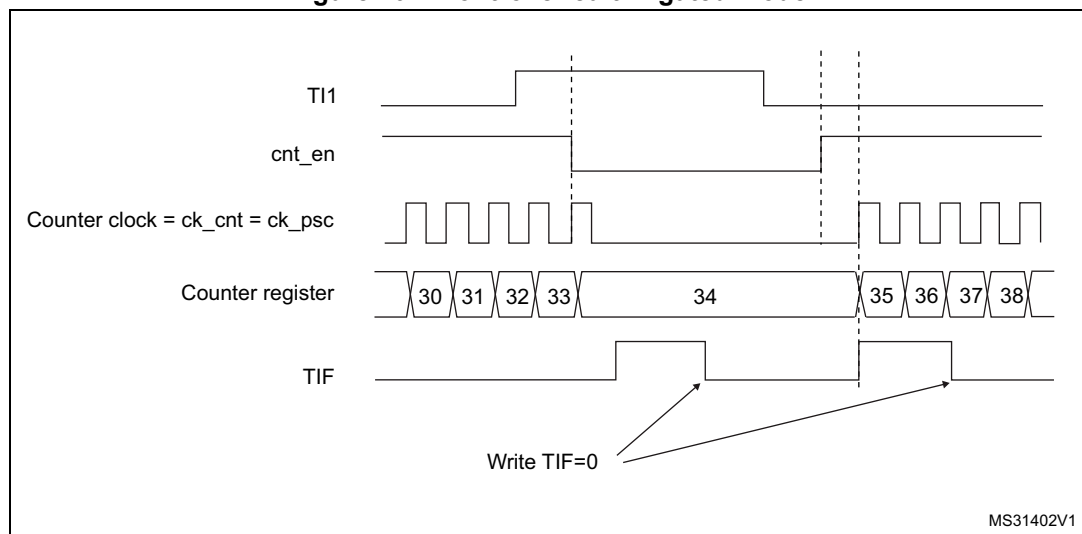 TI1
cnt_en
Counter clock = ck_cnt = ck_psc
Counter register 30 31 32 33 34 35 36 37 38
TIF
Write TIF=0
MS31402V1